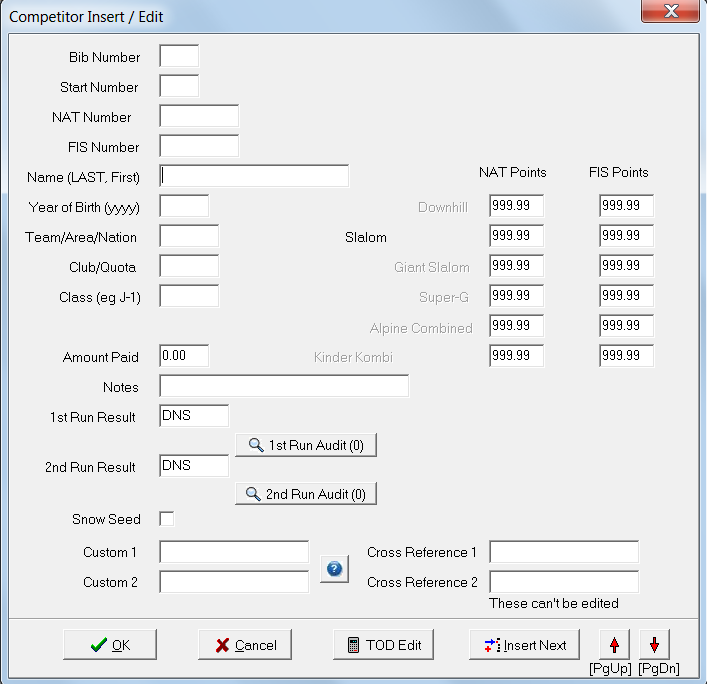 Competitor Insert / Edit
Bib Number
Start Number
NAT Number
FIS Number
Name (LAST, First) NAT Points FIS Points
Year of Birth (yyyy) Downhill 999.99 999.99
Team/Area/Nation Slalom 999.99 999.99
Club/Quota Giant Slalom 999.99 999.99
Class (eg J-1) Super-G 999.99 999.99
Alpine Combined 999.99 999.99
Amount Paid 0.00 Kinder Kombi 999.99 999.99
Notes
1st Run Result DNS
1st Run Audit (0)
2nd Run Result DNS
2nd Run Audit (0)
Snow Seed
Custom 1 Cross Reference 1
Custom 2 Cross Reference 2
These can't be edited
OK Cancel TOD Edit Insert Next
[PgUp] [PgDn]